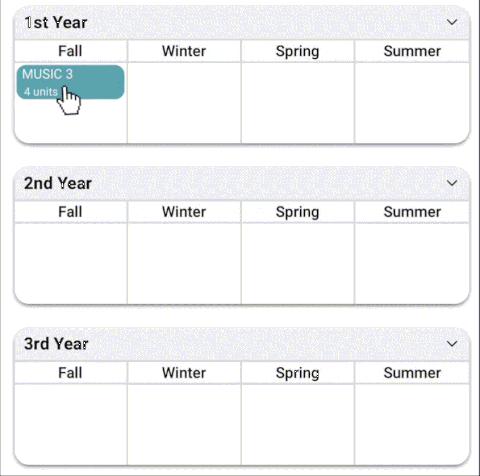 1st Year
Fall Winter Spring Summer
MUSIC 3
4 units
2nd Year
Fall Winter Spring Summer
3rd Year
Fall Winter Spring Summer